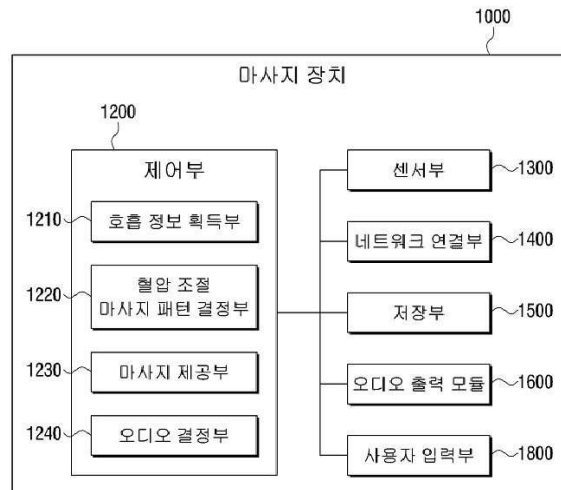 1000
마사지 장치
1200
제어부
1210
호흡 정보 획득부
1220
혈압 조절
마사지 패턴 결정부
1230
마사지 제공부
1240
오디오 결정부
센서부
1300
네트워크 연결부
1400
저장부
1500
오디오 출력 모듈
1600
사용자 입력부
1800